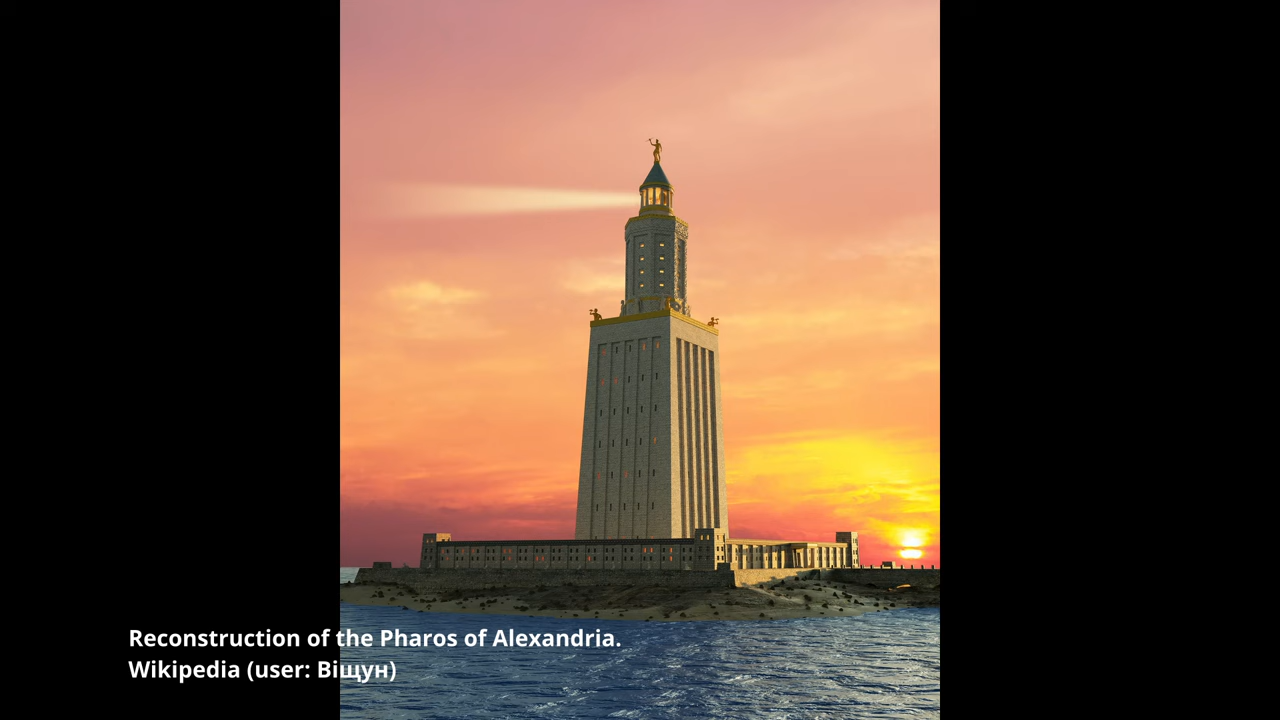 Reconstruction of the Pharos of Alexandria.
Wikipedia (user: Віщун)